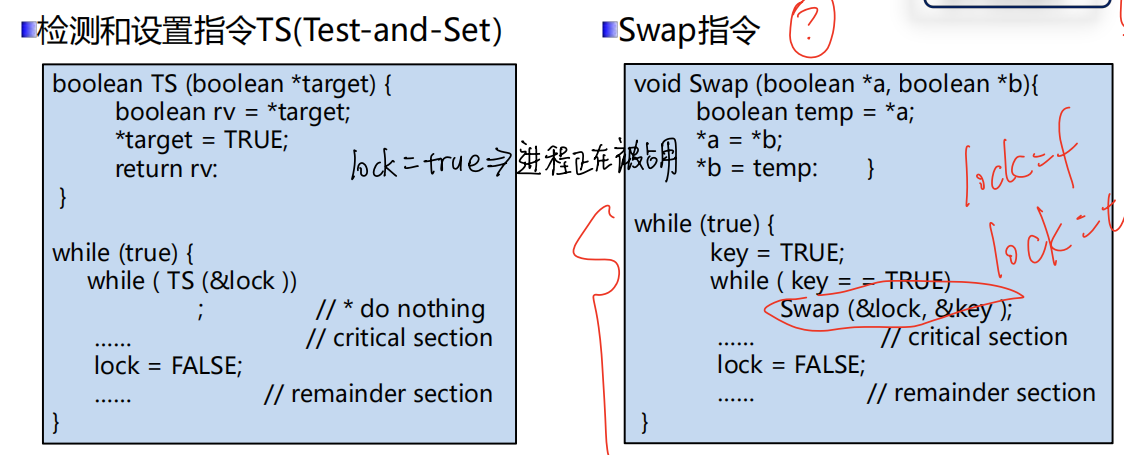 检测和设置指令TS(Test-and-Set)
boolean TS (boolean *target) {
boolean rv = *target;
*target = TRUE;
return rv:
}
while (true) {
while ( TS (&lock ))
; // * do nothing
...... // critical section
lock = FALSE;
...... // remainder section
}
lock=true⇒进程正在被占用
Swap指令
?
void Swap (boolean *a, boolean *b){
boolean temp = *a;
*a = *b;
*b = temp: }
while (true) {
key = TRUE;
while ( key = = TRUE)
Swap (&lock, &key );
...... // critical section
lock = FALSE;
...... // remainder section
}
lock=f
lock=t